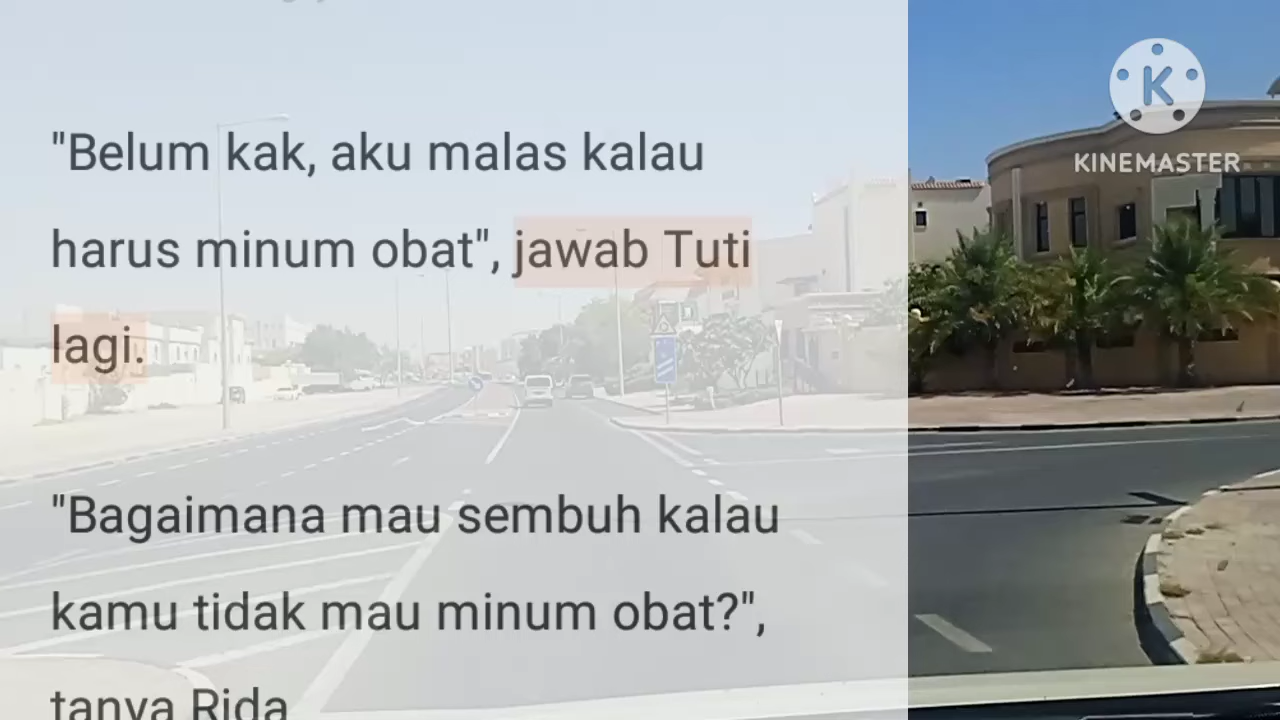 "Belum kak, aku malas kalau
harus minum obat", jawab Tuti
lagi.
"Bagaimana mau sembuh kalau
kamu tidak mau minum obat?",
tanya Rida
KINEMASTER